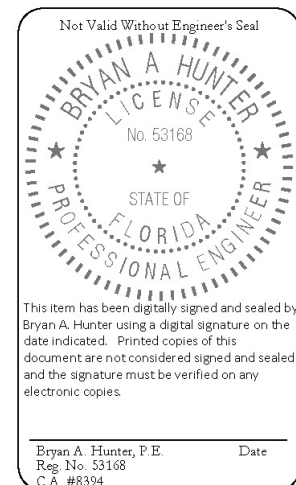 Not Valid Without Engineer's Seal
BRYAN A HUNTER
LICENSE
No. 53168
STATE OF
FLORIDA
PROFESSIONAL ENGINEER
This item has been digitally signed and sealed by
Bryan A. Hunter using a digital signature on the
date indicated. Printed copies of this
document are not considered signed and sealed
and the signature must be verified on any
electronic copies.
Bryan A. Hunter, P.E. Date
Reg. No. 53168
C.A. #8394